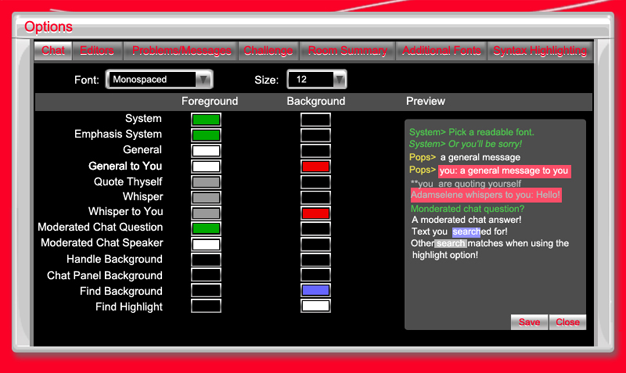 Options
Chat Editors Problems/Messages Challenge Room Summary Additional Fonts Syntax Highlighting
Font: Monospaced Size: 12
Foreground Background Preview
System
Emphasis System
General
General to You
Quote Thyself
Whisper
Whisper to You
Moderated Chat Question
Moderated Chat Speaker
Handle Background
Chat Panel Background
Find Background
Find Highlight
System> Pick a readable font.
System> Or you'll be sorry!
Pops> a general message
Pops> you: a general message to you
**you are quoting yourself
Adamselene whispers to you: Hello!
Monderated chat question?
A moderated chat answer!
Text you searched for!
Other search matches when using the
highlight option!
Save Close